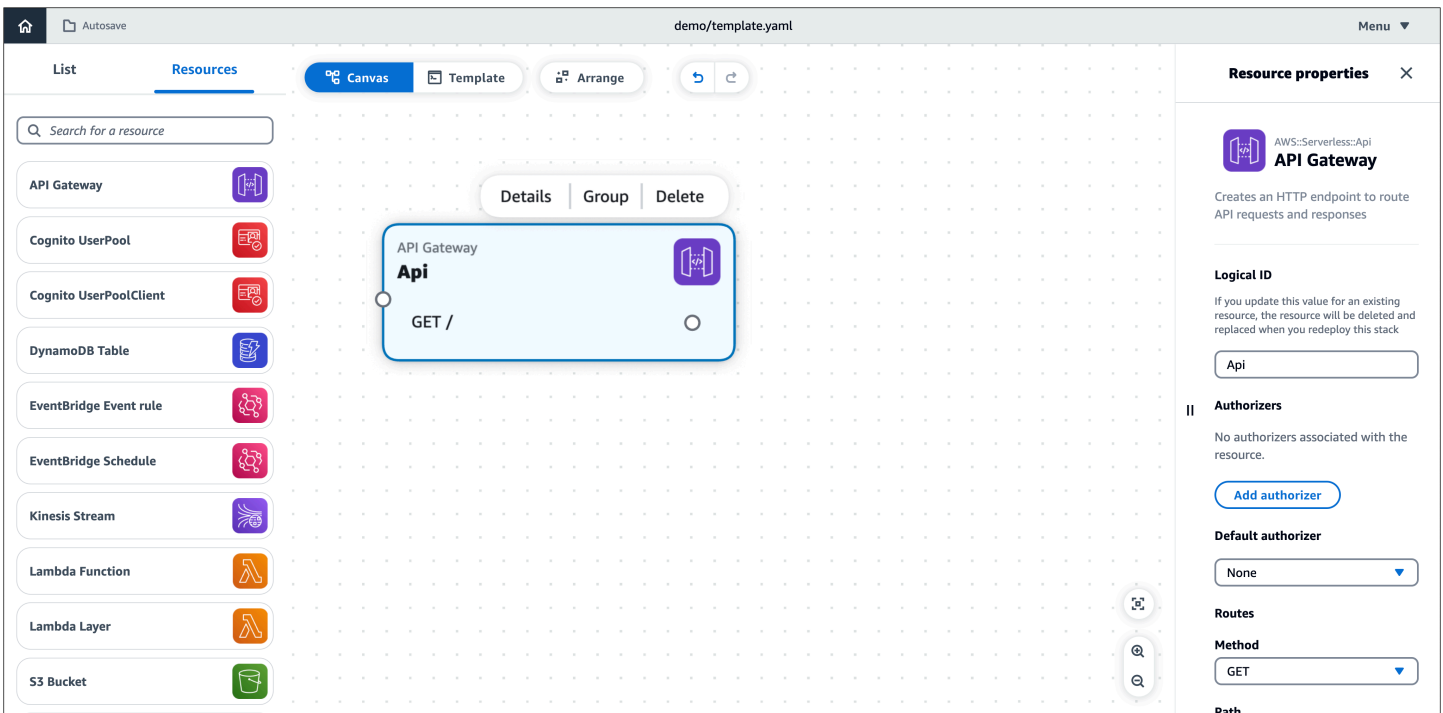 Autosave
demo/template.yaml
Menu
List
Resources
Search for a resource
API Gateway
Cognito UserPool
Cognito UserPoolClient
DynamoDB Table
EventBridge Event rule
EventBridge Schedule
Kinesis Stream
Lambda Function
Lambda Layer
S3 Bucket
Canvas
Template
Arrange
Details
Group
Delete
API Gateway
Api
GET /
Resource properties
AWS::Serverless::Api
API Gateway
Creates an HTTP endpoint to route
API requests and responses
Logical ID
If you update this value for an existing
resource, the resource will be deleted and
replaced when you redeploy this stack
Api
Authorizers
No authorizers associated with the
resource.
Add authorizer
Default authorizer
None
Routes
Method
GET
Path